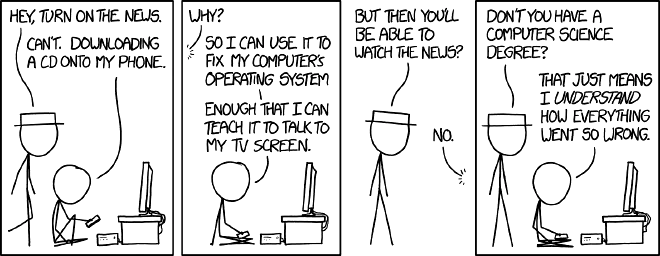 HEY, TURN ON THE NEWS.
CAN'T. DOWNLOADING
A CD ONTO MY PHONE.
WHY?
SO I CAN USE IT TO
FIX MY COMPUTER'S
OPERATING SYSTEM
ENOUGH THAT I CAN
TEACH IT TO TALK TO
MY TV SCREEN.
BUT THEN YOU'LL
BE ABLE TO
WATCH THE NEWS?
NO.
DON'T YOU HAVE A
COMPUTER SCIENCE
DEGREE?
THAT JUST MEANS
I UNDERSTAND
HOW EVERYTHING
WENT SO WRONG.